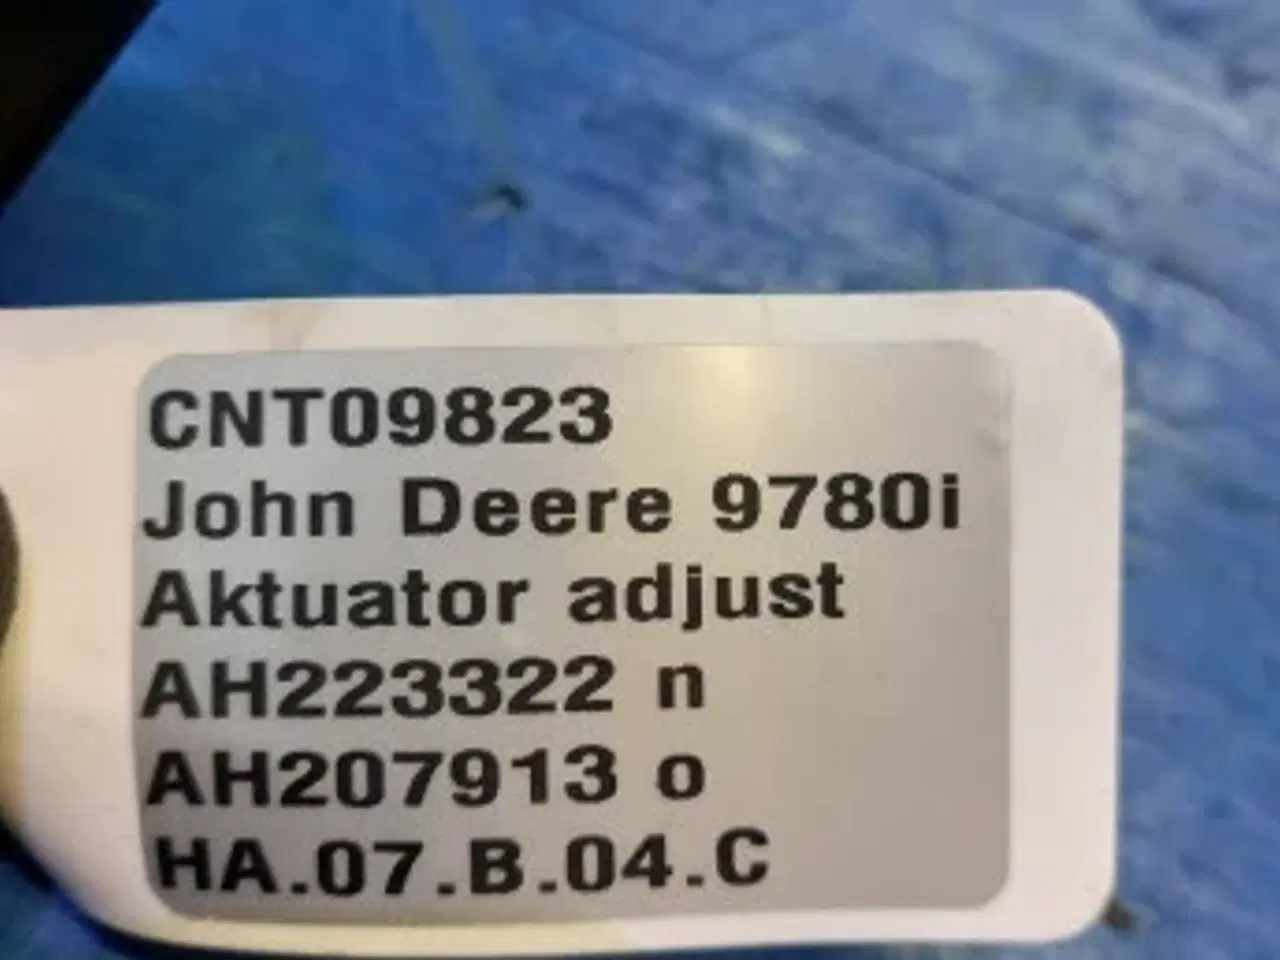 CNT09823
John Deere 9780i
Aktuator adjust
AH223322 n
AH207913 o
HA.07.B.04.C